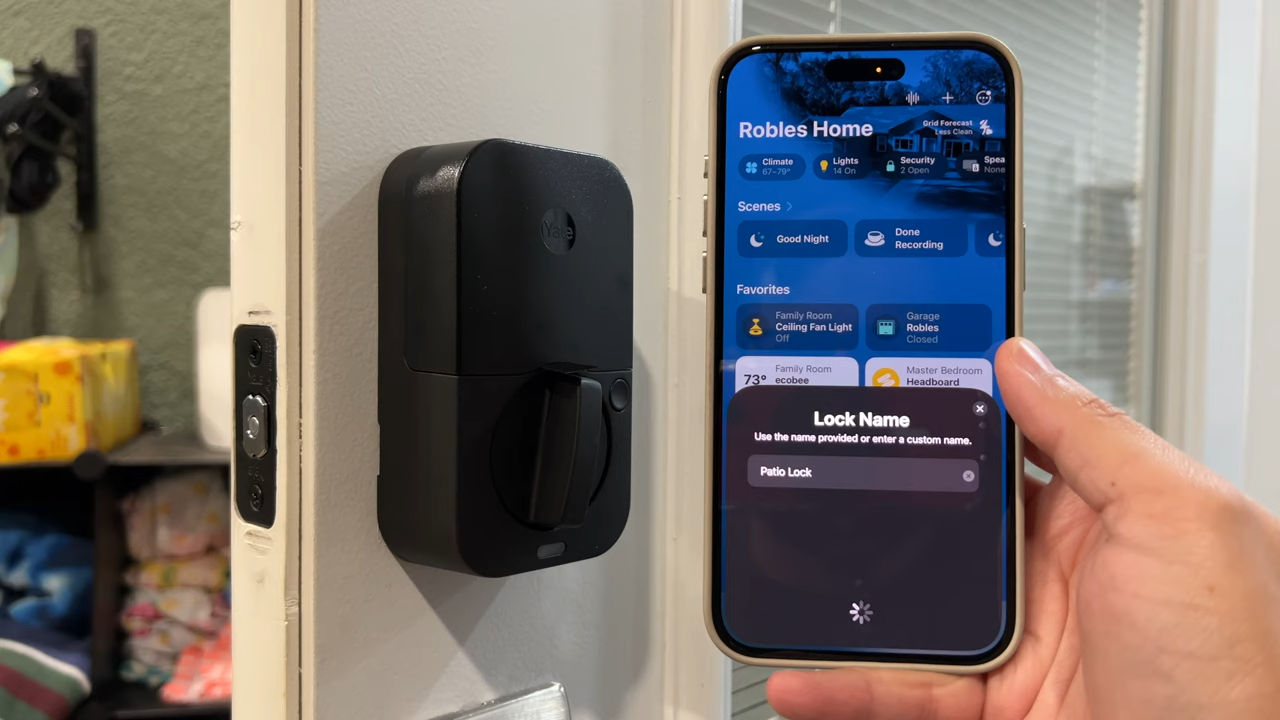 Yale
Robles Home
Grid Forecast
Less Clean
Climate
67–79°
Lights
14 On
Security
2 Open
Spea
None
Scenes >
Good Night
Done
Recording
Favorites
Family Room
Ceiling Fan Light
Off
Garage
Robles
Closed
73°
Family Room
ecobee
Master Bedroom
Headboard
Lock Name
Use the name provided or enter a custom name.
Patio Lock